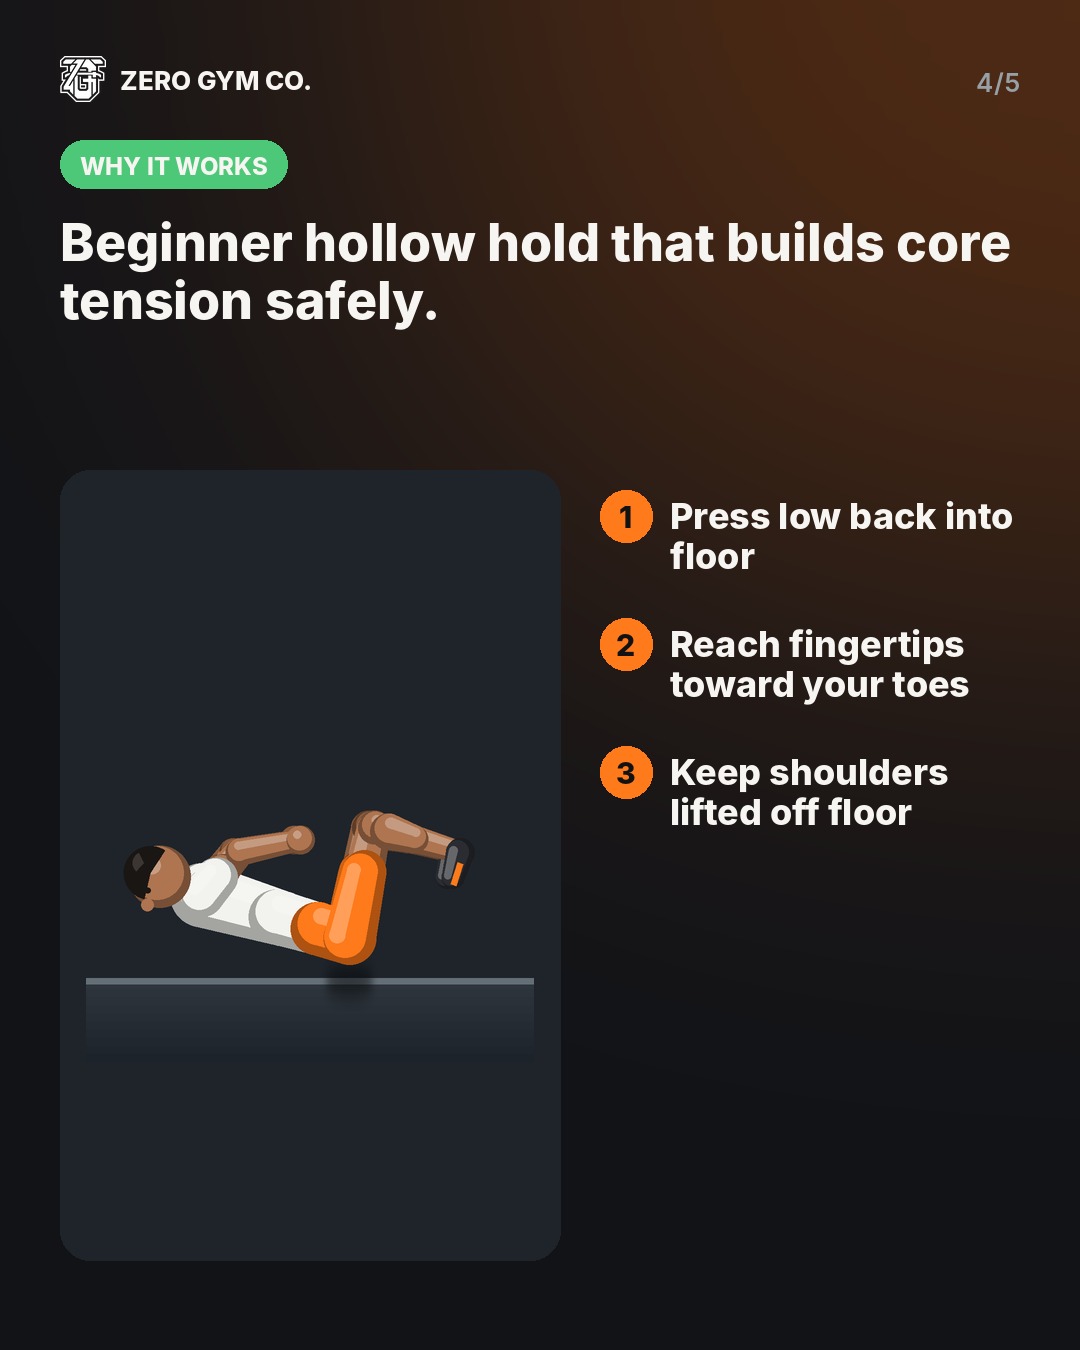 ZERO GYM CO.
4/5
WHY IT WORKS
Beginner hollow hold that builds core
tension safely.
1 Press low back into
floor
2 Reach fingertips
toward your toes
3 Keep shoulders
lifted off floor